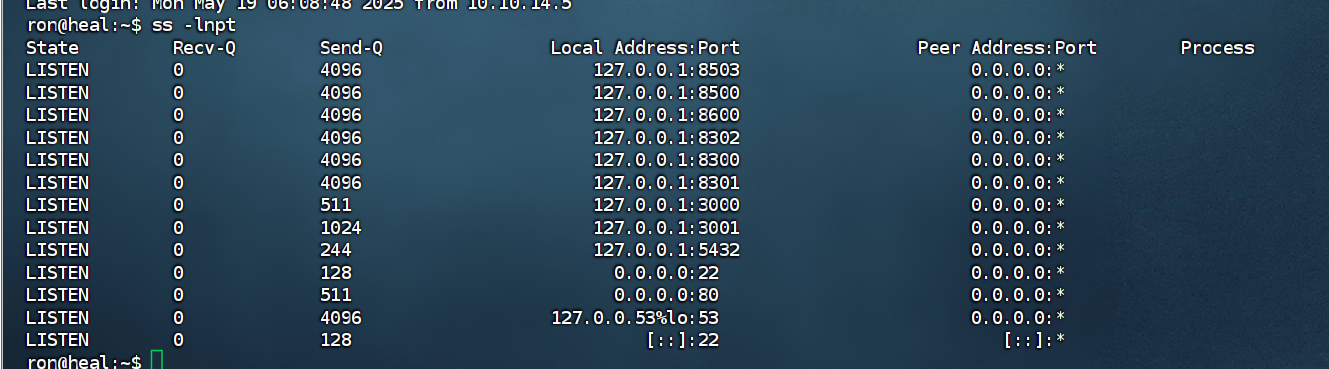 Last login: Mon May 19 06:08:48 2025 from 10.10.14.5
ron@heal:~$ ss -lnpt
State Recv-Q Send-Q Local Address:Port Peer Address:Port Process
LISTEN 0 4096 127.0.0.1:8503 0.0.0.0:*
LISTEN 0 4096 127.0.0.1:8500 0.0.0.0:*
LISTEN 0 4096 127.0.0.1:8600 0.0.0.0:*
LISTEN 0 4096 127.0.0.1:8302 0.0.0.0:*
LISTEN 0 4096 127.0.0.1:8300 0.0.0.0:*
LISTEN 0 4096 127.0.0.1:8301 0.0.0.0:*
LISTEN 0 511 127.0.0.1:3000 0.0.0.0:*
LISTEN 0 1024 127.0.0.1:3001 0.0.0.0:*
LISTEN 0 244 127.0.0.1:5432 0.0.0.0:*
LISTEN 0 128 0.0.0.0:22 0.0.0.0:*
LISTEN 0 511 0.0.0.0:80 0.0.0.0:*
LISTEN 0 4096 127.0.0.53%lo:53 0.0.0.0:*
LISTEN 0 128 [::]:22 [::]:*
ron@heal:~$